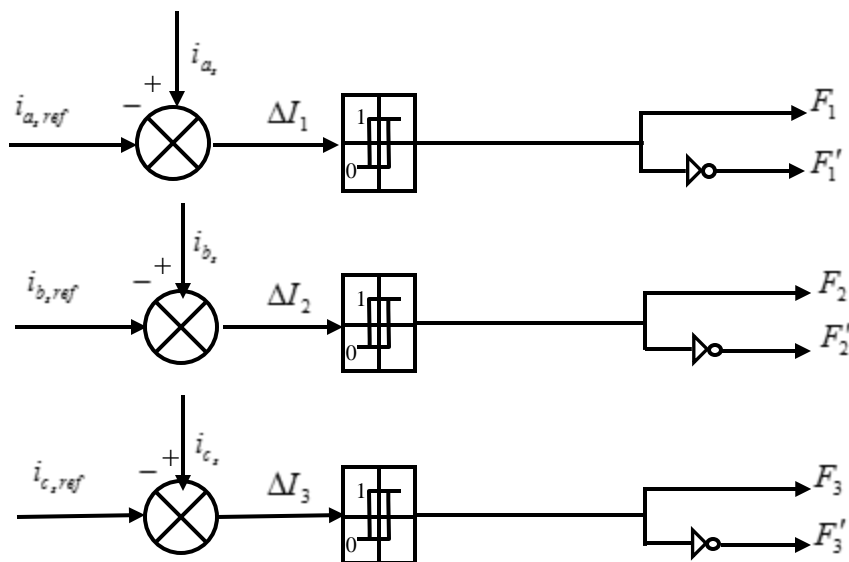 i_{a_s}
+
−
i_{a_s ref}
ΔI_1
1
0
F_1
F_1'
i_{b_s}
+
−
i_{b_s ref}
ΔI_2
1
0
F_2
F_2'
i_{c_s}
+
−
i_{c_s ref}
ΔI_3
1
0
F_3
F_3'